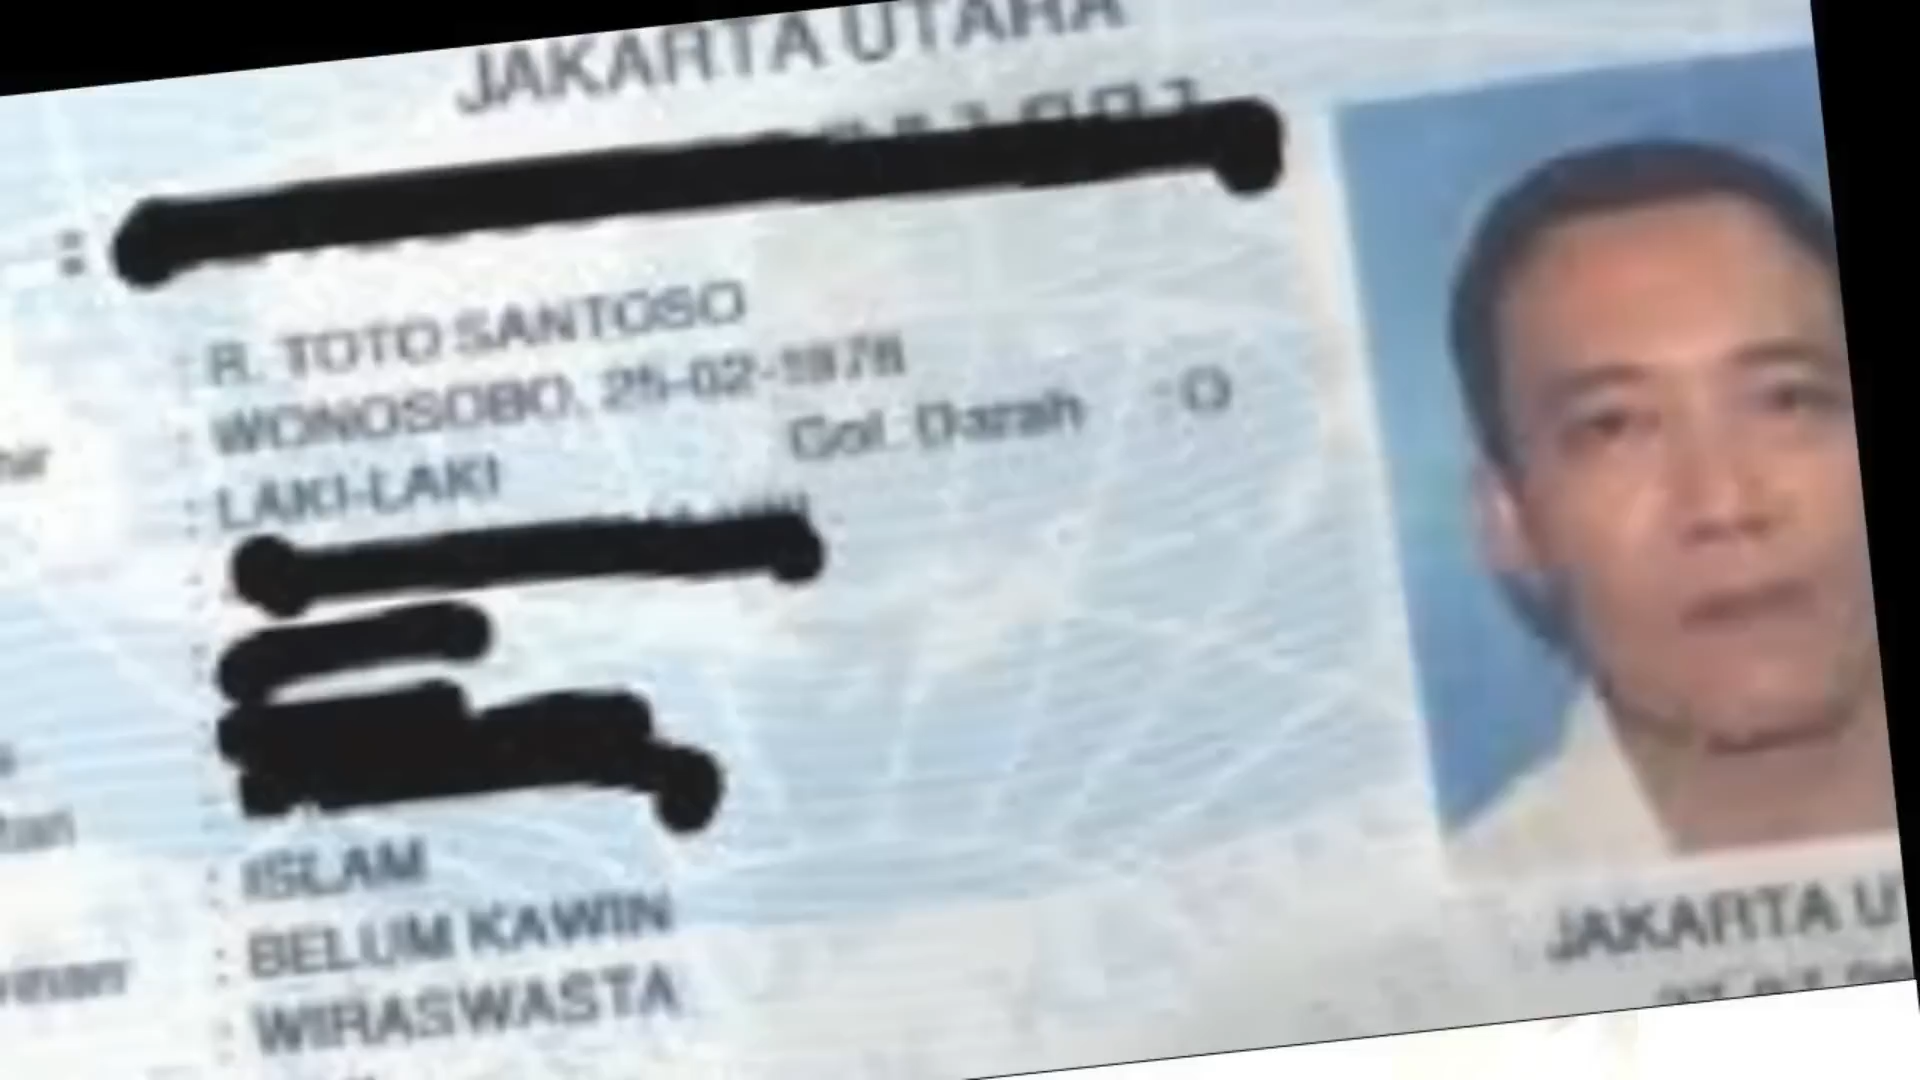 JAKARTA UTARA
:
: R. TOTO SANTOSO
: WONOSOBO, 25-02-1978
: LAKI-LAKI Gol. Darah : O
: ISLAM
: BELUM KAWIN
: WIRASWASTA
JAKARTA U